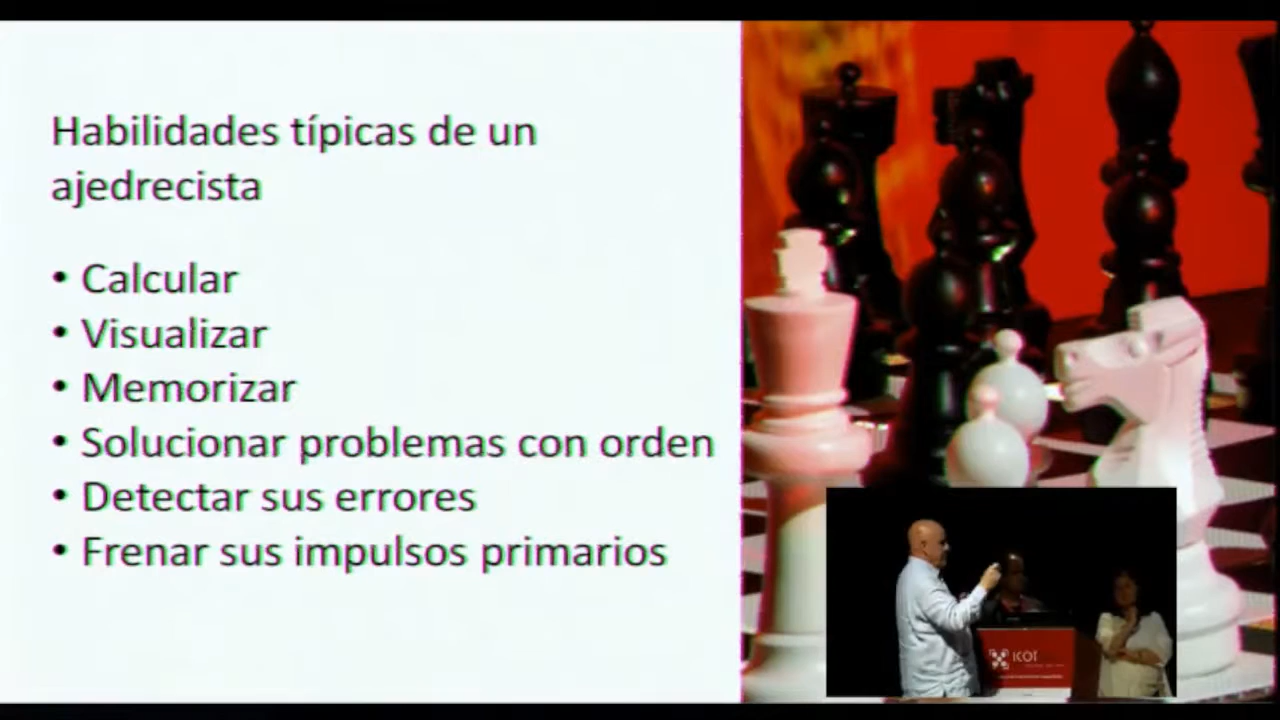 Habilidades típicas de un
ajedrecista
• Calcular
• Visualizar
• Memorizar
• Solucionar problemas con orden
• Detectar sus errores
• Frenar sus impulsos primarios
ICOT